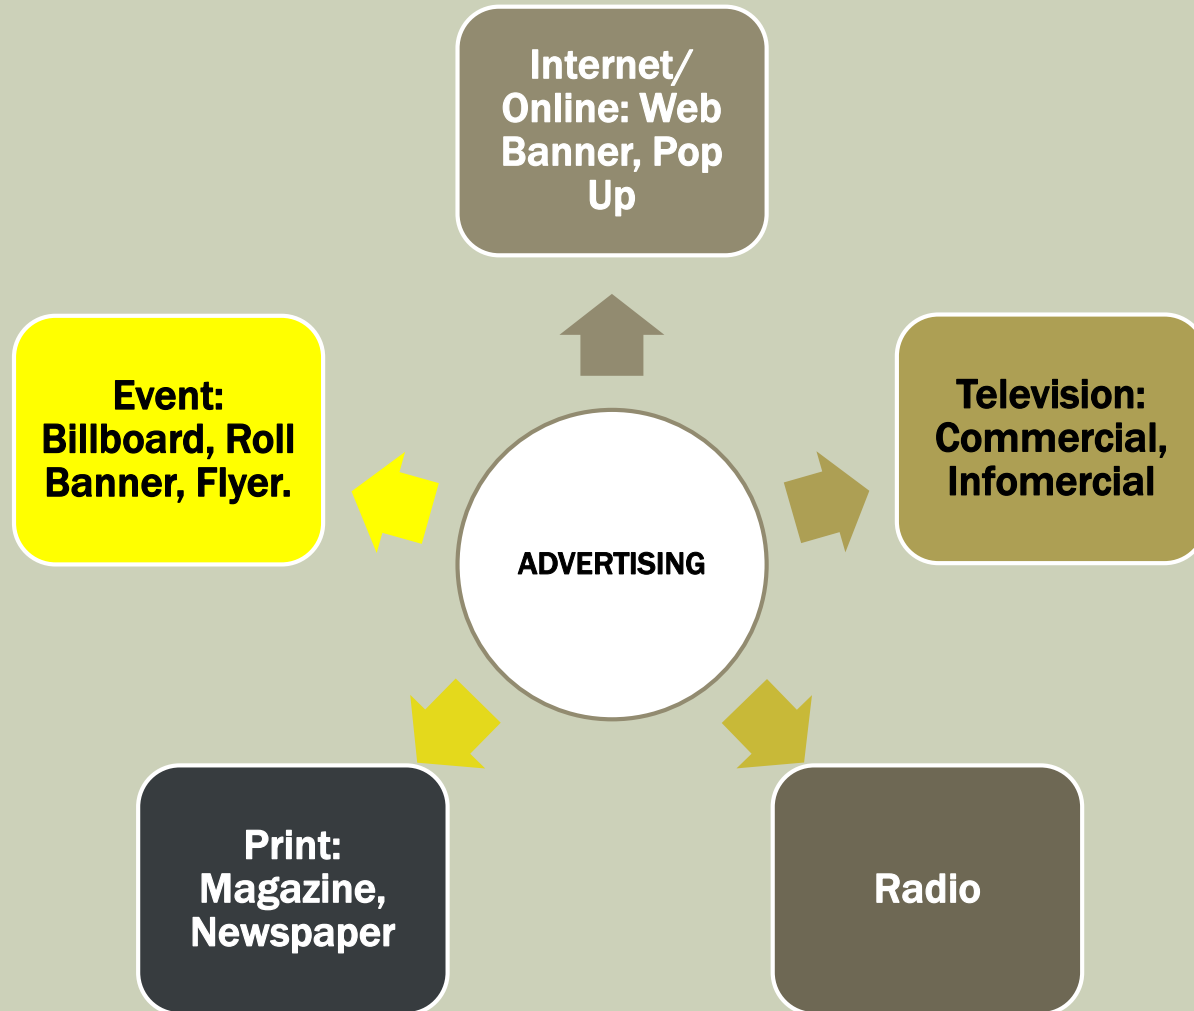 Internet/
Online: Web
Banner, Pop
Up
Event:
Billboard, Roll
Banner, Flyer.
Television:
Commercial,
Infomercial
ADVERTISING
Print:
Magazine,
Newspaper
Radio